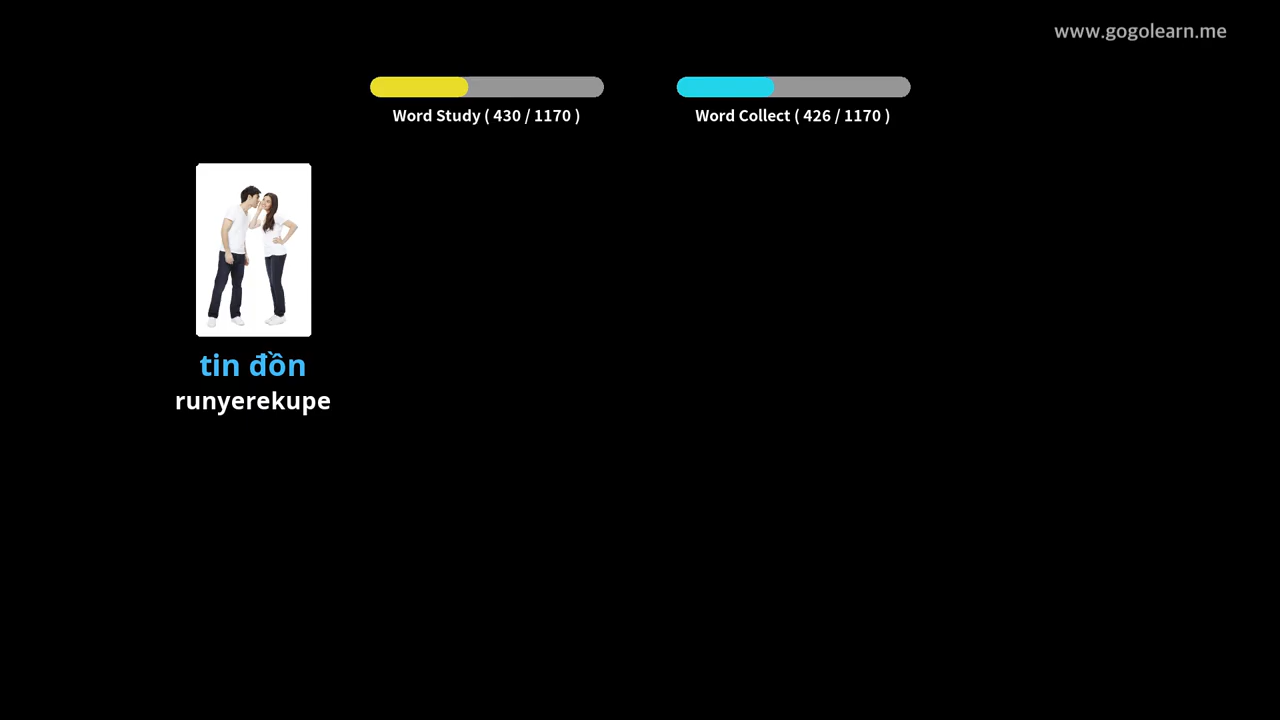 www.gogolearn.me
Word Study ( 430 / 1170 )
Word Collect ( 426 / 1170 )
tin đồn
runyerekupe